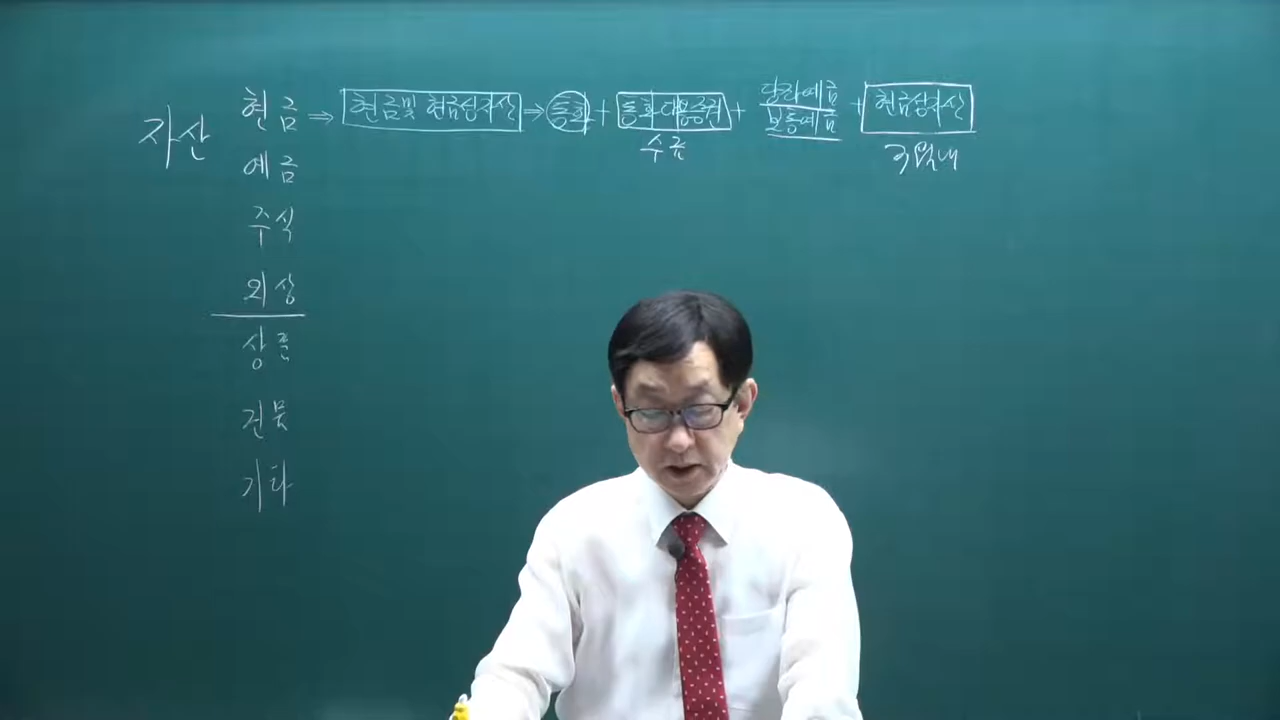 자산
현금 ⇒ 현금및 현금성자산 ⇒ 통화 + 통화대용증권 + 당좌예금 보통예금 + 현금성자산
수표
3월내
예금
주식
외상
상품
건물
기타